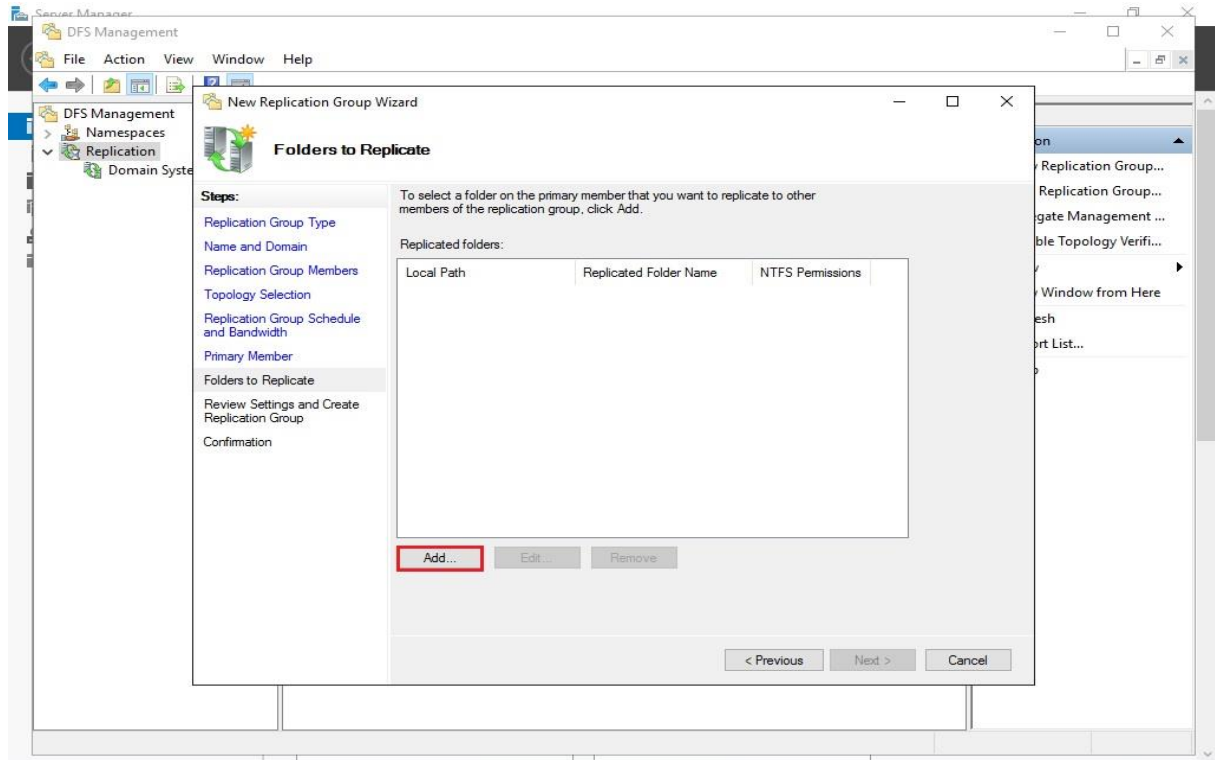 Server Manager
DFS Management
File Action View Window Help
DFS Management
Namespaces
Replication
Domain Syste
New Replication Group Wizard
Folders to Replicate
Steps:
Replication Group Type
Name and Domain
Replication Group Members
Topology Selection
Replication Group Schedule
and Bandwidth
Primary Member
Folders to Replicate
Review Settings and Create
Replication Group
Confirmation
To select a folder on the primary member that you want to replicate to other
members of the replication group, click Add.
Replicated folders:
Local Path Replicated Folder Name NTFS Permissions
Add... Edit... Remove
< Previous Next > Cancel
on
Replication Group...
Replication Group...
egate Management ...
ble Topology Verifi...
Window from Here
esh
ort List...